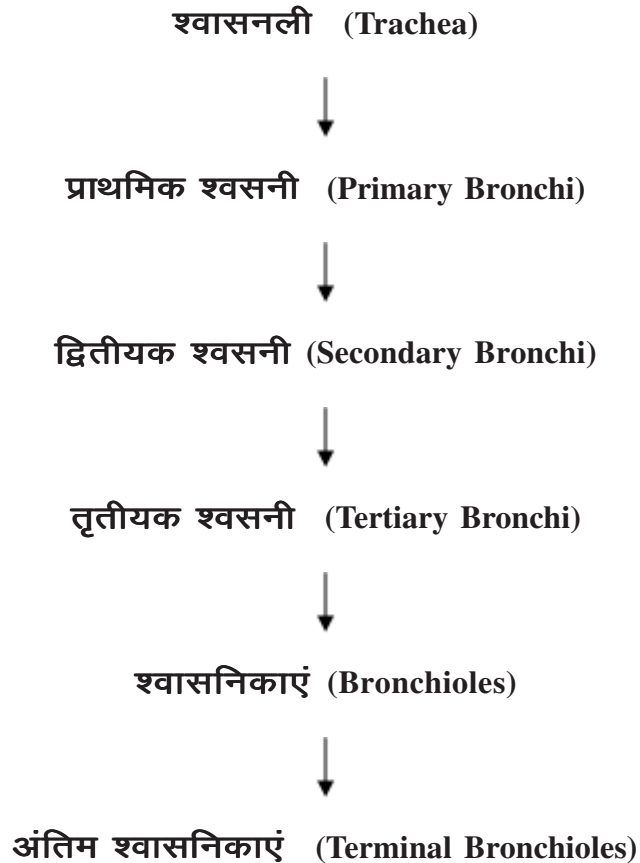 श्वासनली (Trachea)
प्राथमिक श्वसनी (Primary Bronchi)
द्वितीयक श्वसनी (Secondary Bronchi)
तृतीयक श्वसनी (Tertiary Bronchi)
श्वासनिकाएं (Bronchioles)
अंतिम श्वासनिकाएं (Terminal Bronchioles)